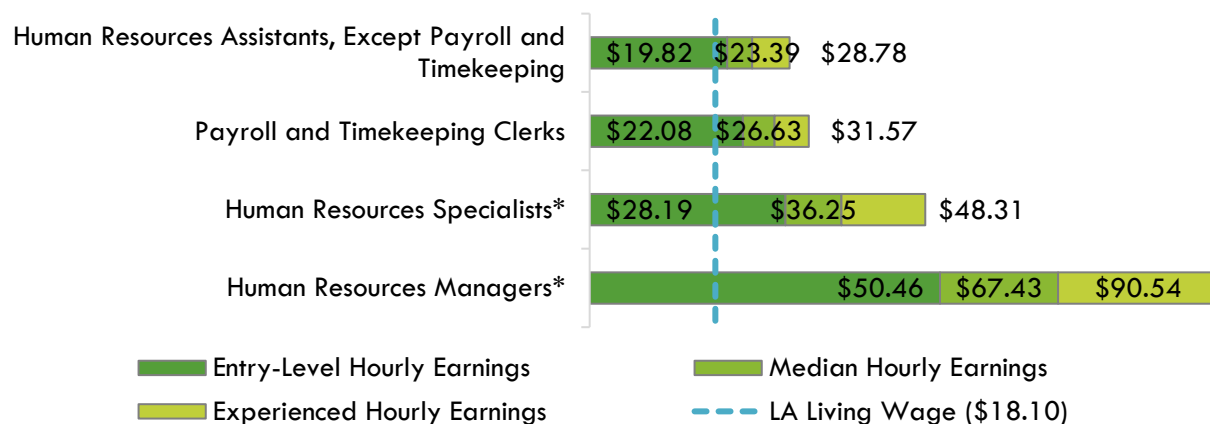 Human Resources Assistants, Except Payroll and
Timekeeping
$19.82 $23.39 $28.78
Payroll and Timekeeping Clerks $22.08 $26.63 $31.57
Human Resources Specialists* $28.19 $36.25 $48.31
Human Resources Managers* $50.46 $67.43 $90.54
Entry-Level Hourly Earnings Median Hourly Earnings
Experienced Hourly Earnings LA Living Wage ($18.10)